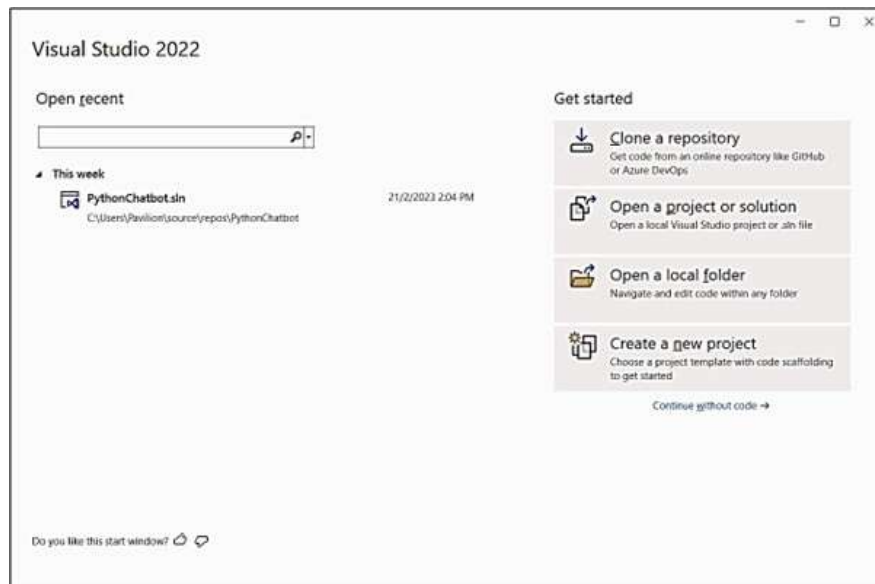 Visual Studio 2022
Open recent
This week
PythonChatbot.sln
21/2/2023 2:04 PM
C:\Users\Pavilion\source\repos\PythonChatbot
Get started
Clone a repository
Get code from an online repository like GitHub
or Azure DevOps
Open a project or solution
Open a local Visual Studio project or .sln file
Open a local folder
Navigate and edit code within any folder
Create a new project
Choose a project template with code scaffolding
to get started
Continue without code →
Do you like this start window?